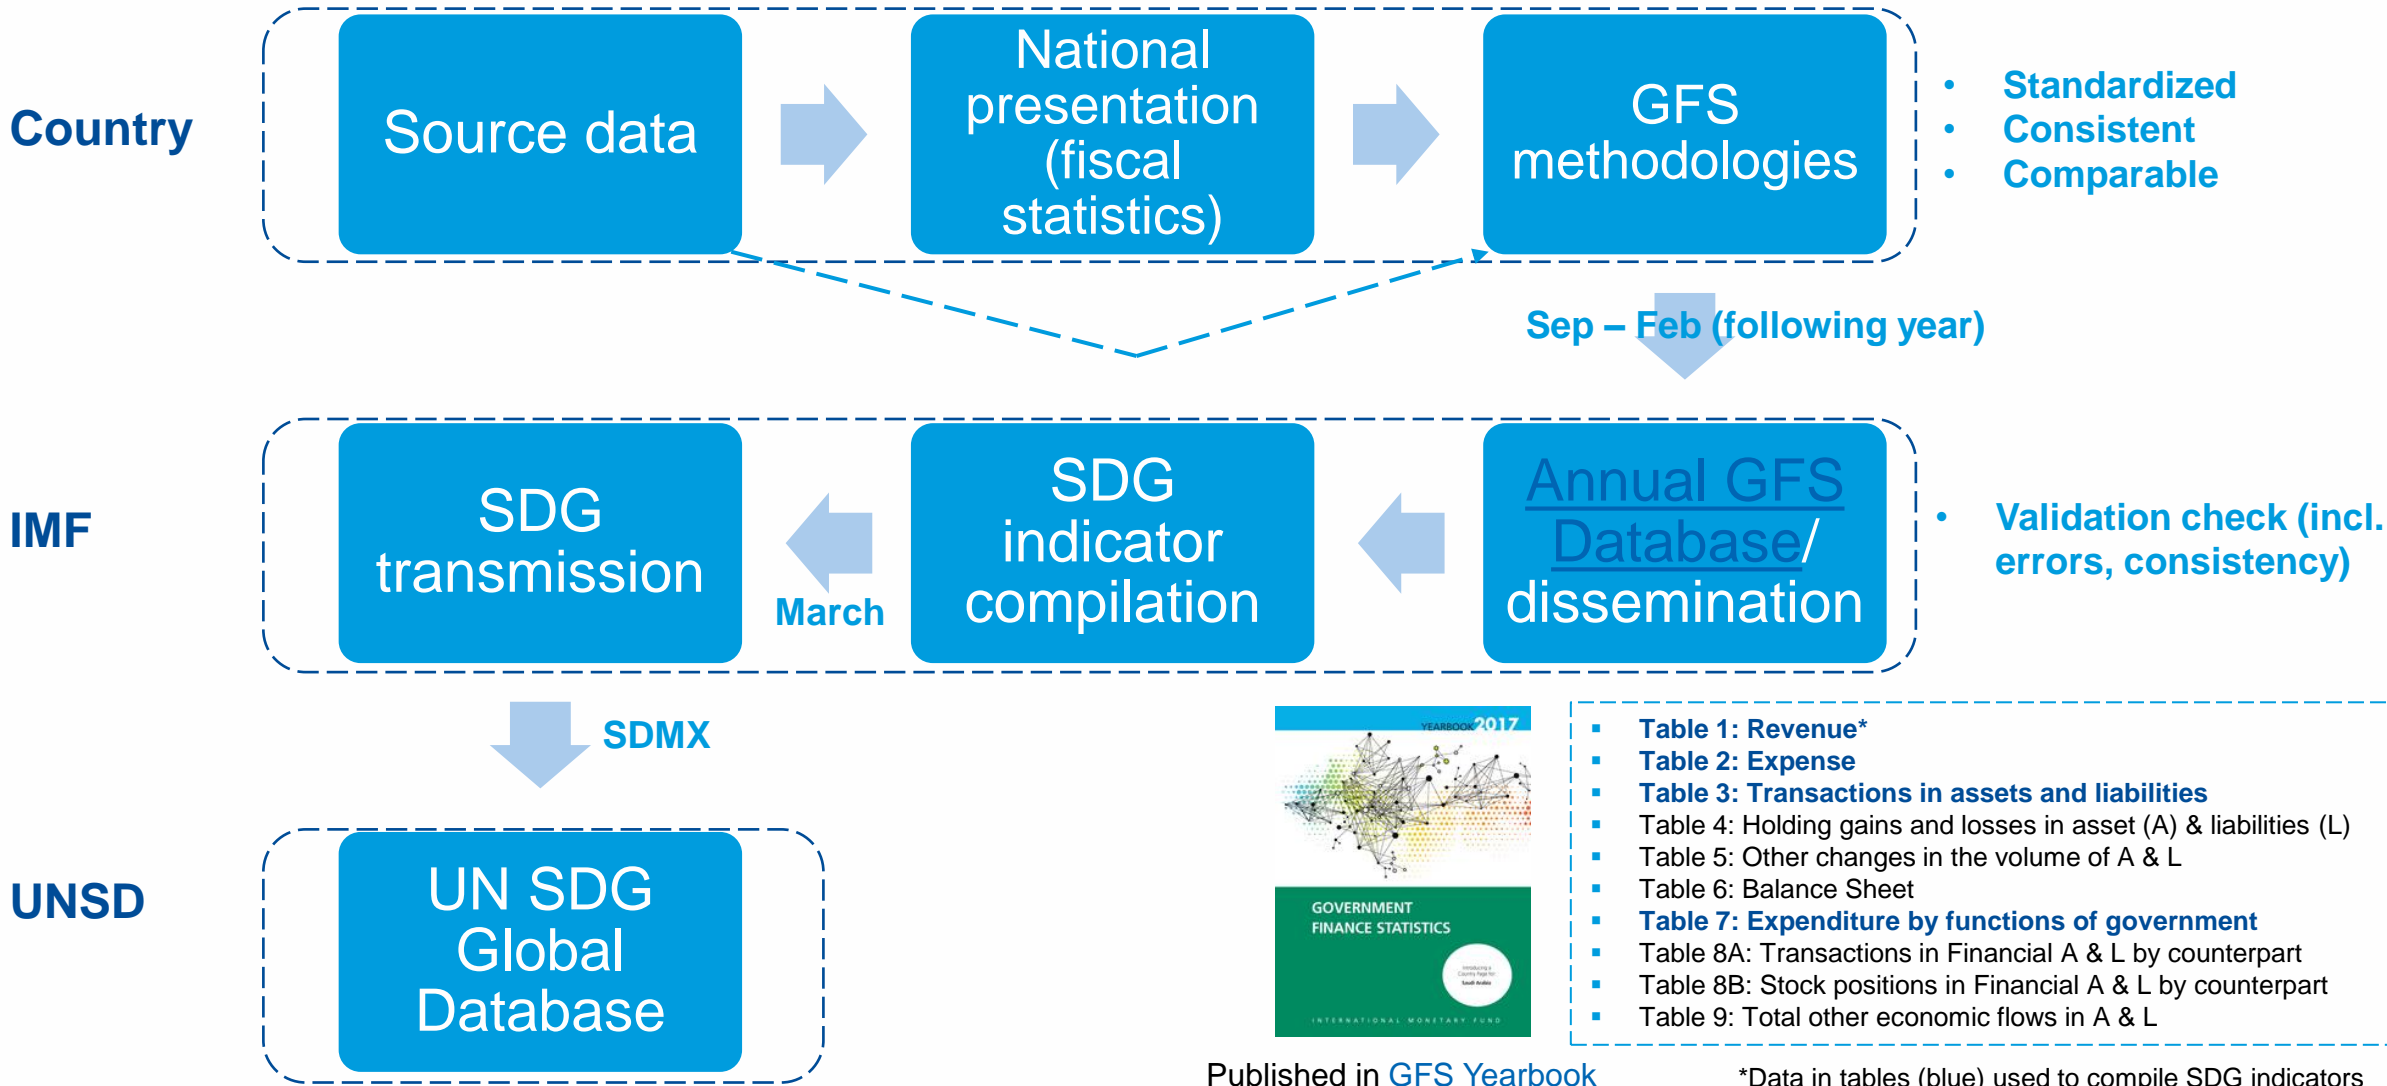 Country
Source data
National
presentation
(fiscal
statistics)
GFS
methodologies
• Standardized
• Consistent
• Comparable
Sep – Feb (following year)
IMF
SDG
transmission
March
SDG
indicator
compilation
Annual GFS
Database/
dissemination
• Validation check (incl.
errors, consistency)
SDMX
UNSD
UN SDG
Global
Database
YEARBOOK 2017
GOVERNMENT
FINANCE STATISTICS
Introducing a
Country Page for
Saudi Arabia
INTERNATIONAL MONETARY FUND
Published in GFS Yearbook
▪ Table 1: Revenue*
▪ Table 2: Expense
▪ Table 3: Transactions in assets and liabilities
▪ Table 4: Holding gains and losses in asset (A) & liabilities (L)
▪ Table 5: Other changes in the volume of A & L
▪ Table 6: Balance Sheet
▪ Table 7: Expenditure by functions of government
▪ Table 8A: Transactions in Financial A & L by counterpart
▪ Table 8B: Stock positions in Financial A & L by counterpart
▪ Table 9: Total other economic flows in A & L
*Data in tables (blue) used to compile SDG indicators